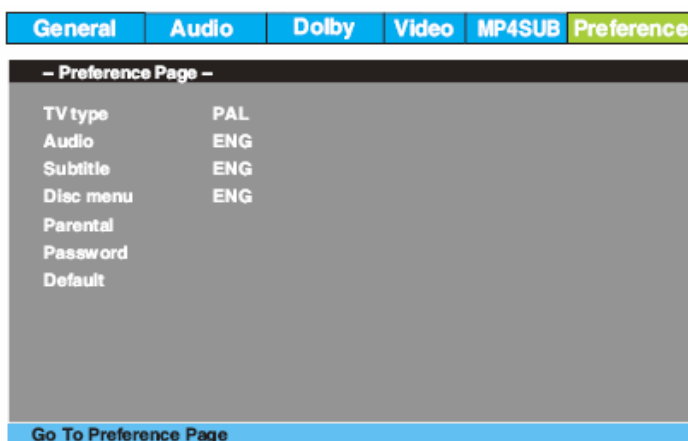 General Audio Dolby Video MP4SUB Preference
– Preference Page –
TV type PAL
Audio ENG
Subtitle ENG
Disc menu ENG
Parental
Password
Default
Go To Preference Page